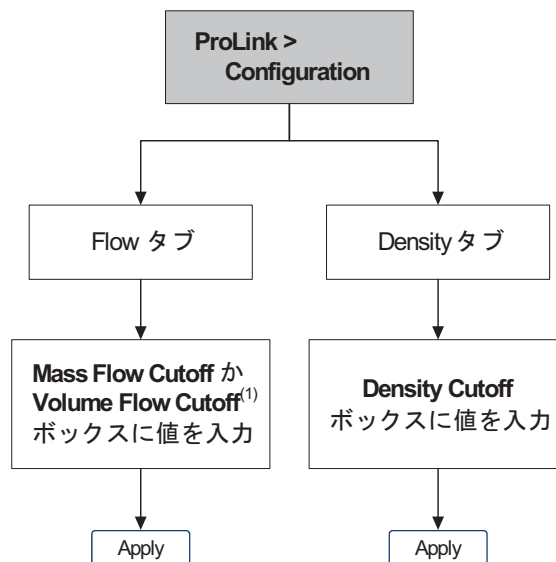 ProLink >
Configuration
Flow タブ
Density タブ
Mass Flow Cutoff か
Volume Flow Cutoff(1)
ボックスに値を入力
Density Cutoff
ボックスに値を入力
Apply
Apply